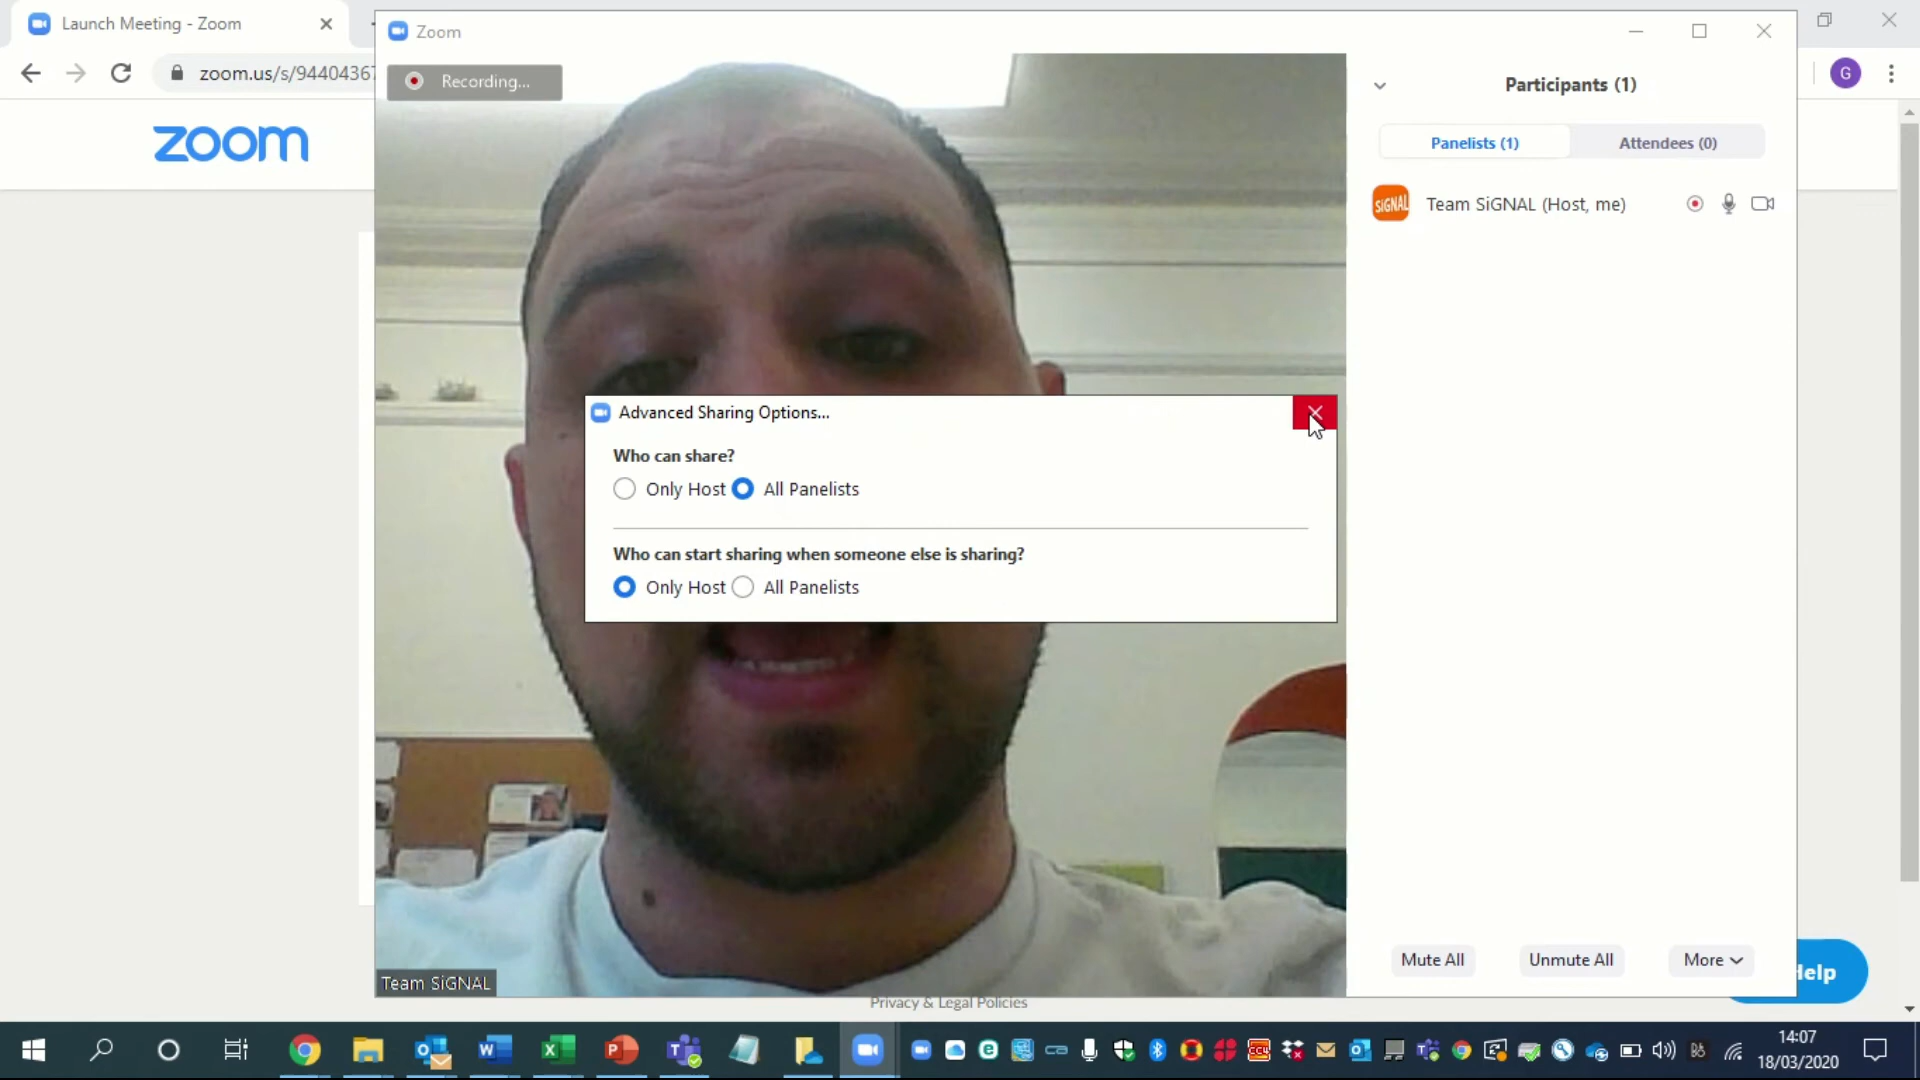 Launch Meeting - Zoom
zoom.us/s/94404367
zoom
Zoom
Recording...
Participants (1)
Panelists (1)
Attendees (0)
SiGNAL
Team SiGNAL (Host, me)
Advanced Sharing Options...
Who can share?
Only Host
All Panelists
Who can start sharing when someone else is sharing?
Only Host
All Panelists
Mute All
Unmute All
More
Team SiGNAL
Help
Privacy & Legal Policies
G
14:07
18/03/2020